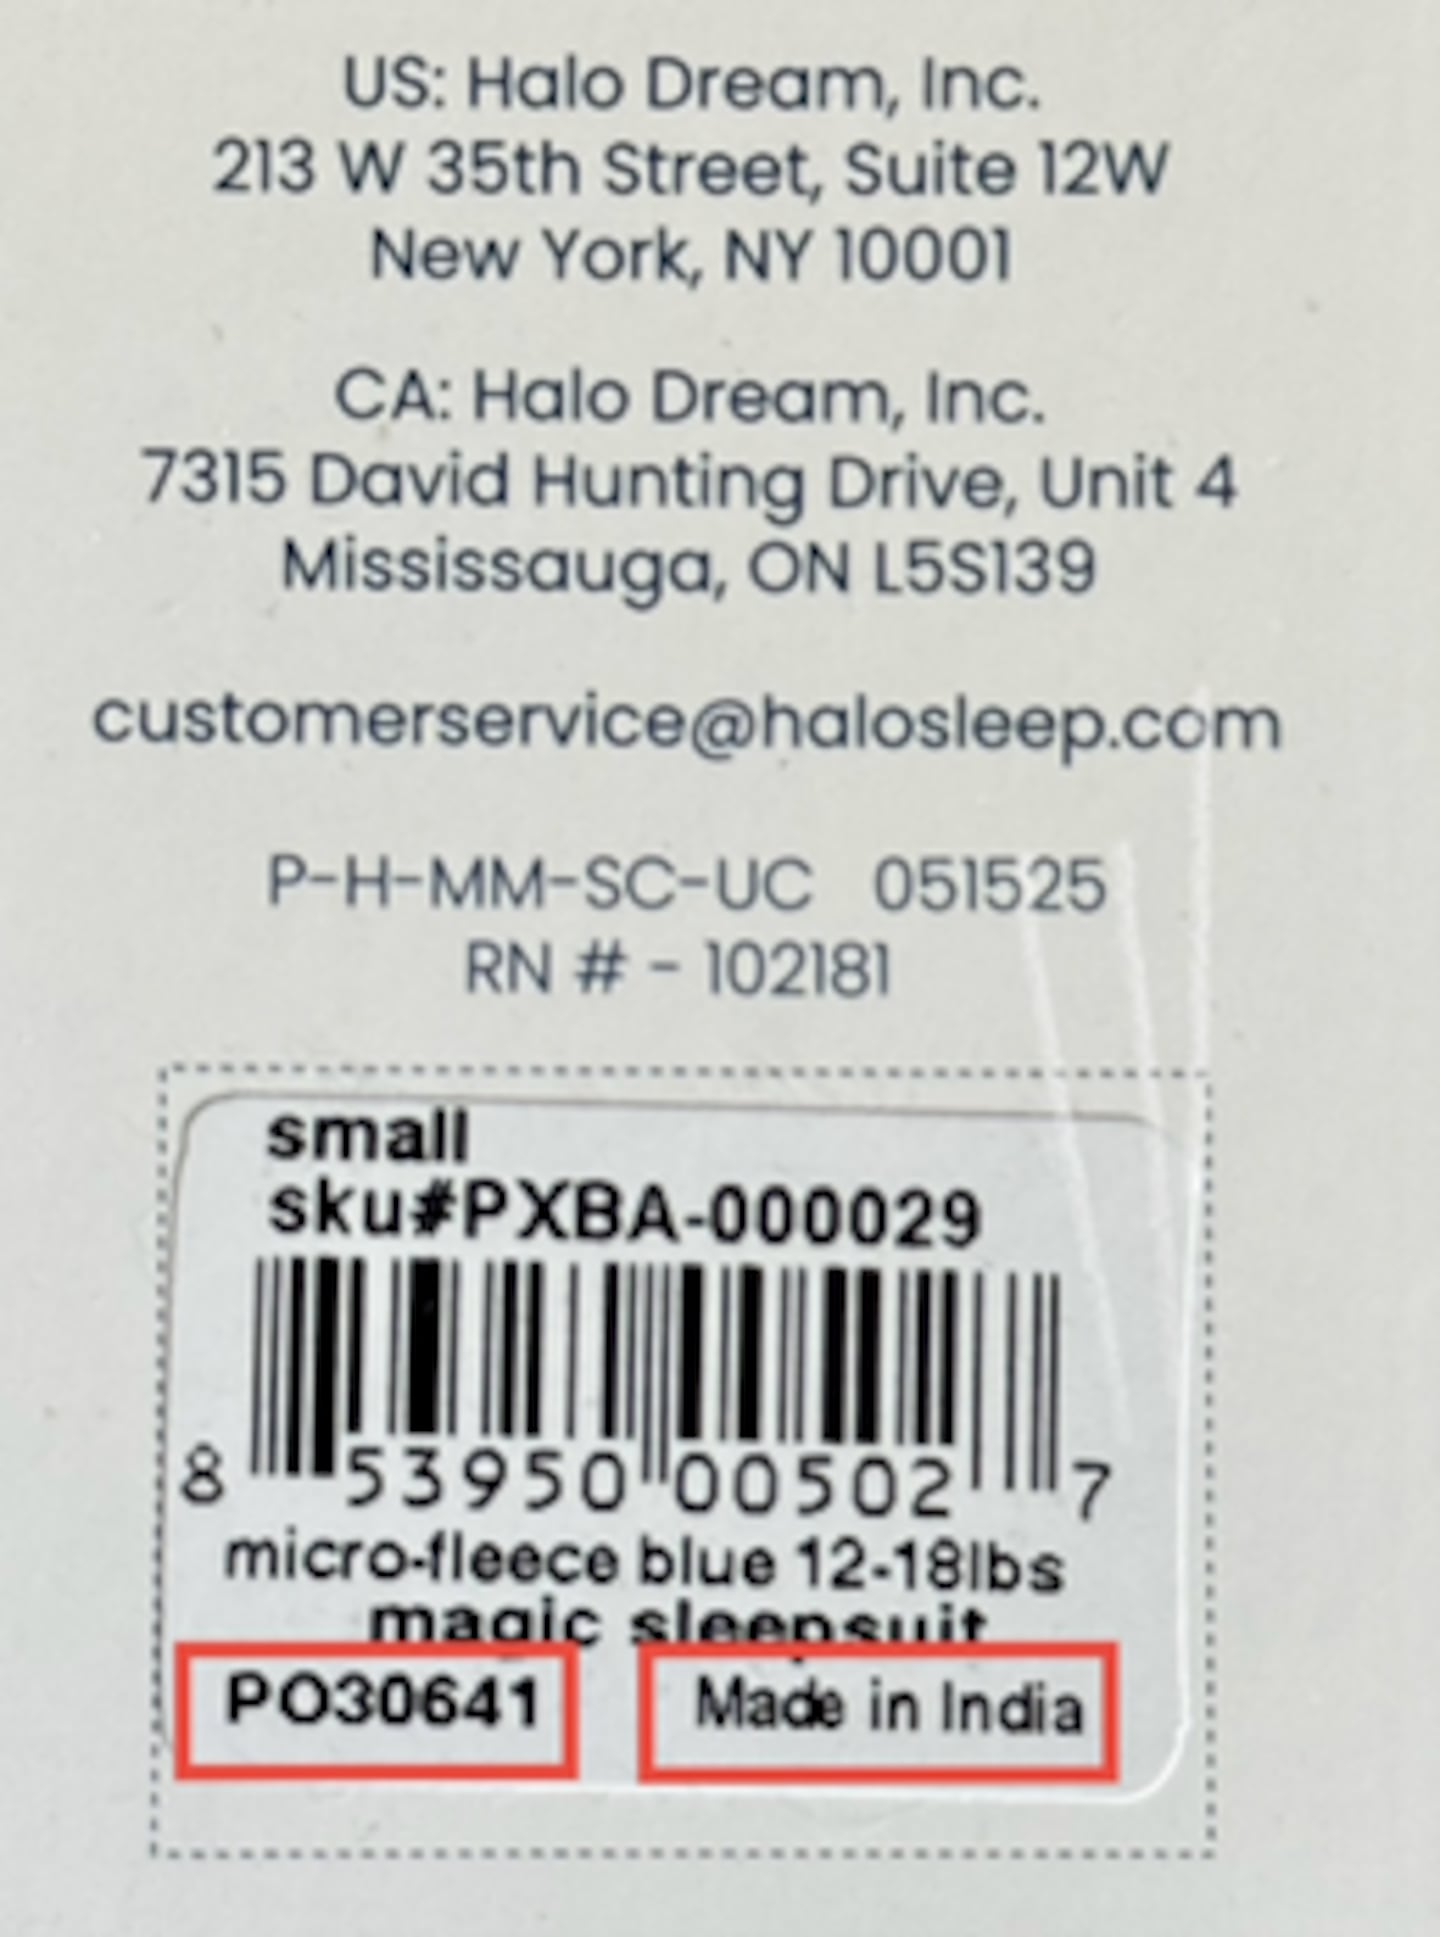 US: Halo Dream, Inc.
213 W 35th Street, Suite 12W
New York, NY 10001
CA: Halo Dream, Inc.
7315 David Hunting Drive, Unit 4
Mississauga, ON L5S139
customerservice@halosleep.com
P-H-MM-SC-UC 051525
RN # - 102181
small
sku#PXBA-000029
8 53950 00502 7
micro-fleece blue 12-18lbs
magic sleepsuit
PO30641 Made in India